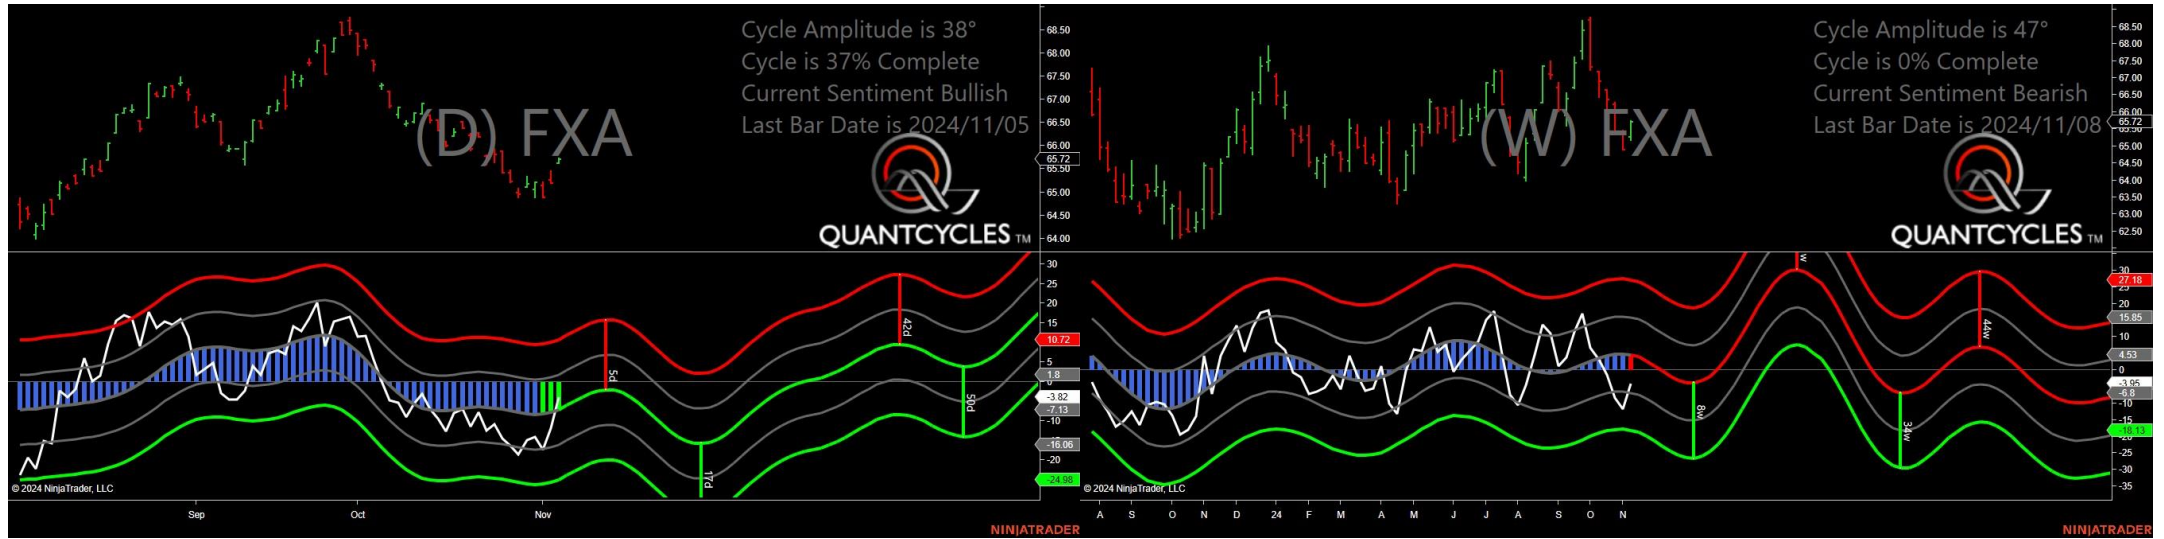 Cycle Amplitude is 38°
Cycle is 37% Complete
Current Sentiment Bullish
Last Bar Date is 2024/11/05
(D) FXA
QUANTCYCLES TM
68.50
68.00
67.50
67.00
66.50
66.00
65.72
65.50
65.00
64.50
64.00
30
25
20
15
10.72
5
1.8
0
-3.82
-7.13
-10
-16.06
-20
-24.98
5d
17d
42d
50d
© 2024 NinjaTrader, LLC
Sep Oct Nov
NINJATRADER
Cycle Amplitude is 47°
Cycle is 0% Complete
Current Sentiment Bearish
Last Bar Date is 2024/11/08
(W) FXA
QUANTCYCLES TM
68.50
68.00
67.50
67.00
66.50
66.00
65.72
65.00
64.50
64.00
63.50
63.00
62.50
30
27.18
20
15.85
10
4.53
0
-3.95
-6.8
-10
-15
-18.13
-25
-30
-35
w
8w
34w
44w
© 2024 NinjaTrader, LLC
A S O N D 24 F M A M J J A S O N
NINJATRADER